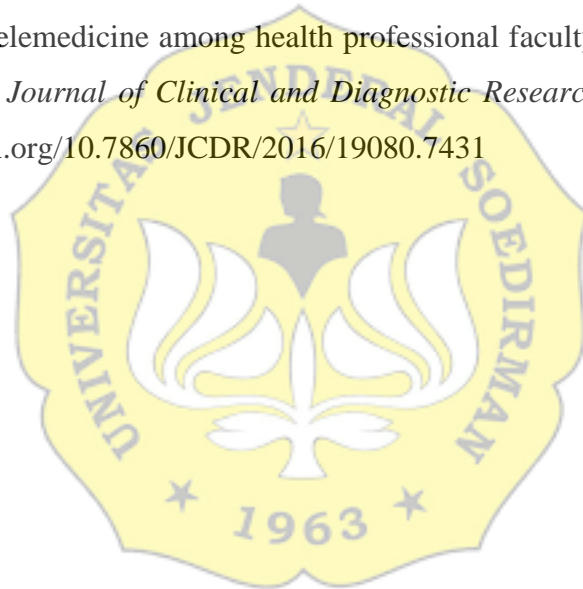 elemedicine among health professional faculty
Journal of Clinical and Diagnostic Researc
.org/10.7860/JCDR/2016/19080.7431
UNIVERSITAS JENDERAL SOEDIRMAN
1963